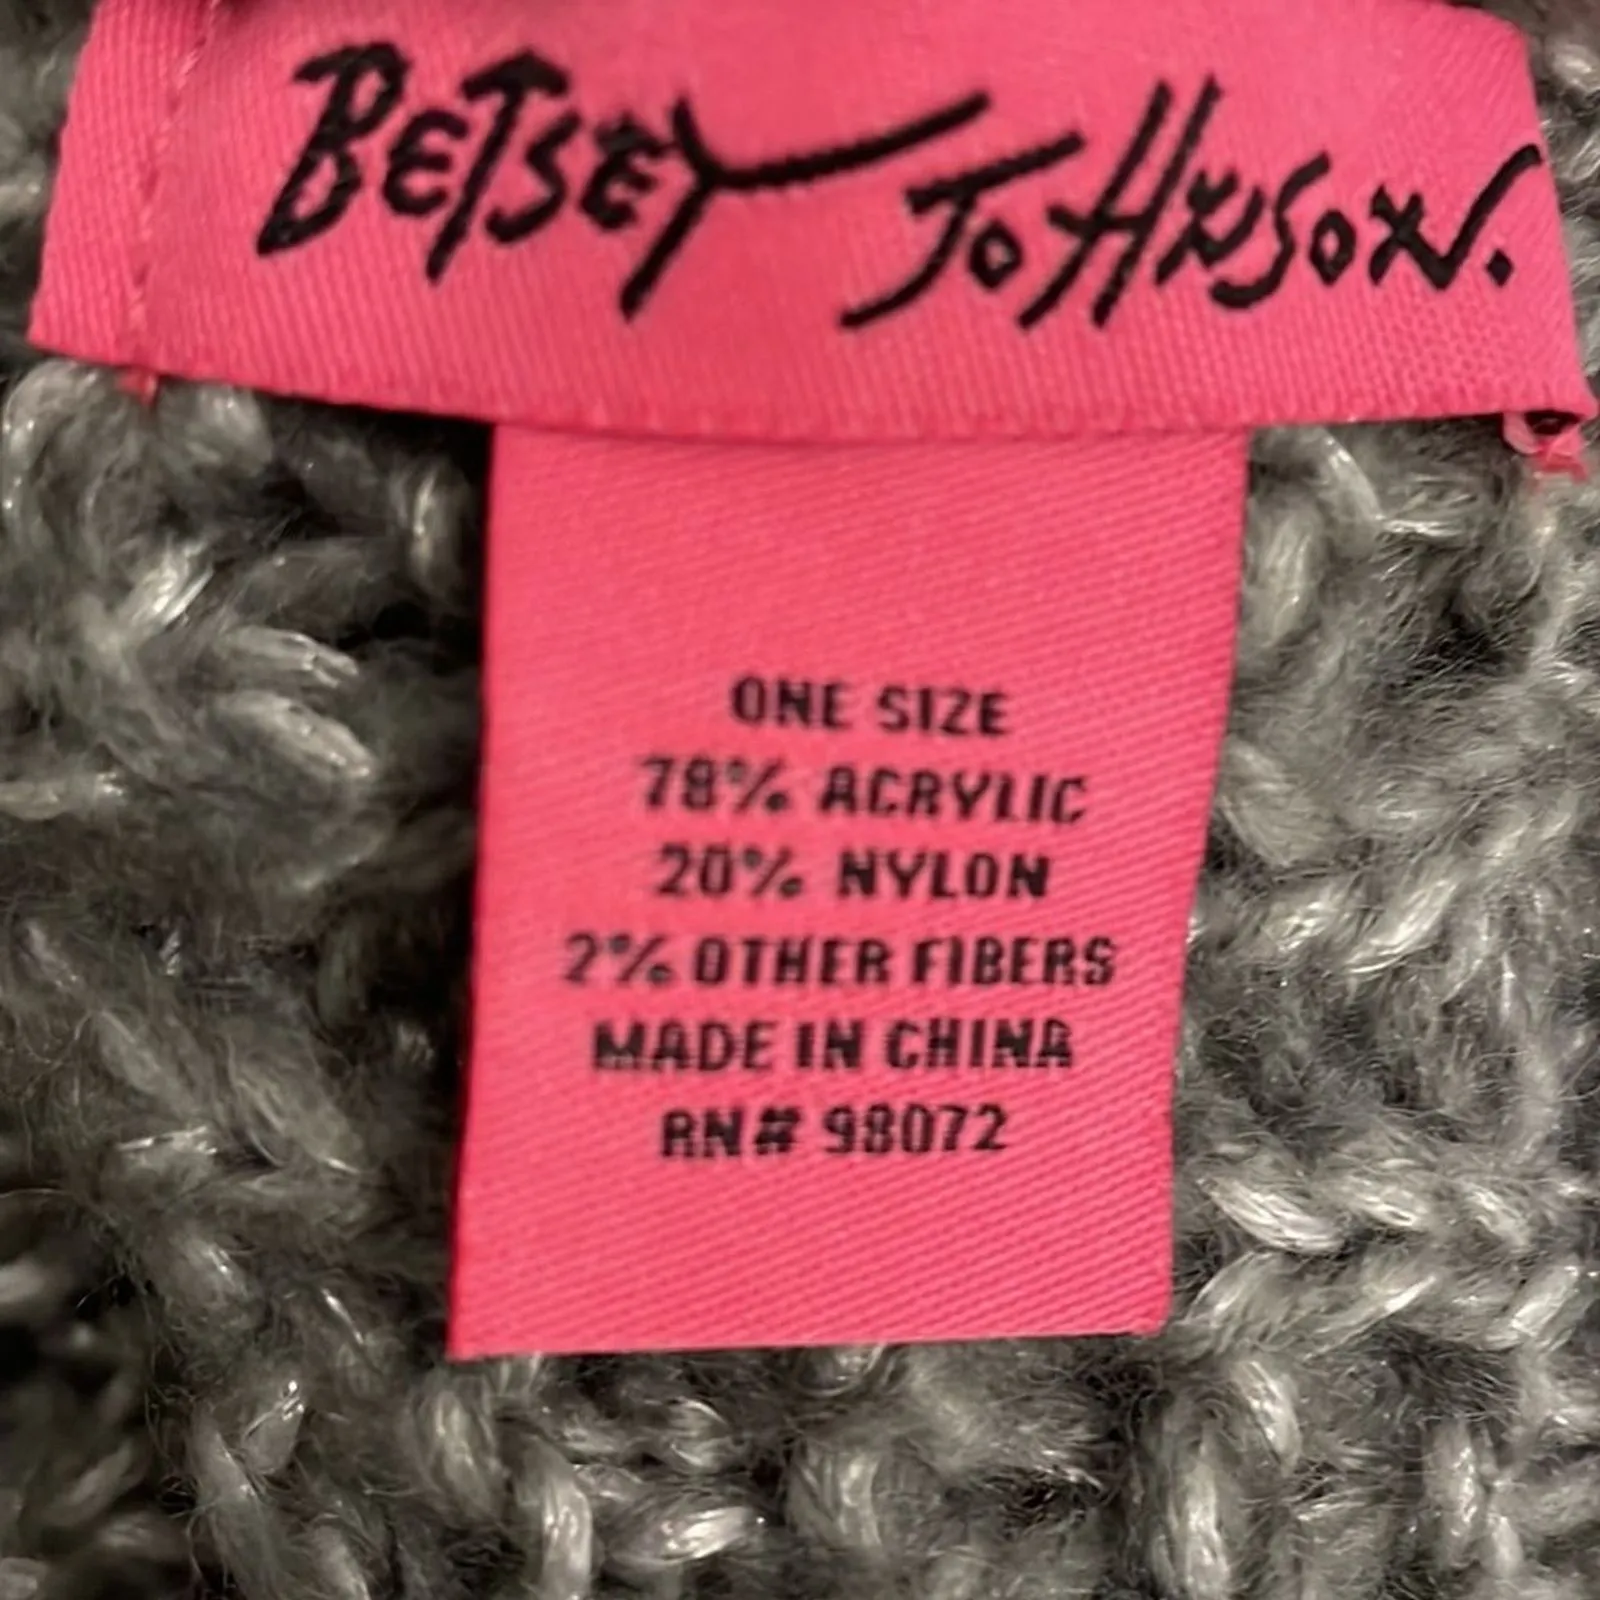 BETSEY JOHNSON.
ONE SIZE
78% ACRYLIC
20% NYLON
2% OTHER FIBERS
MADE IN CHINA
RN# 98072